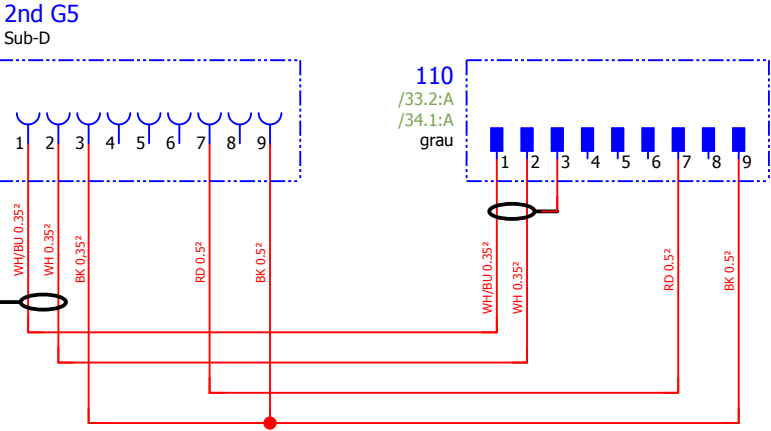 2nd G5
Sub-D
1 2 3 4 5 6 7 8 9
WH/BU 0.35²
WH 0.35²
BK 0,35²
RD 0.5²
BK 0.5²
110
/33.2:A
/34.1:A
grau
1 2 3 4 5 6 7 8 9
WH/BU 0.35²
WH 0.35²
RD 0.5²
BK 0.5²